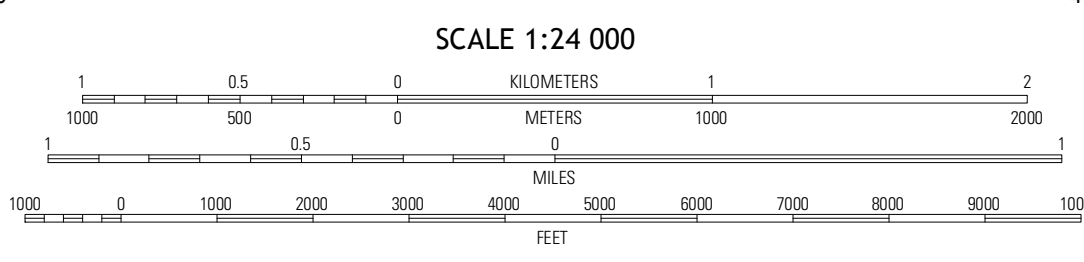 SCALE 1:24 000
1 0.5 0 KILOMETERS 1 2
1000 500 0 METERS 1000 2000
1 0.5 0 1
MILES
1000 0 1000 2000 3000 4000 5000 6000 7000 8000 9000 100
FEET